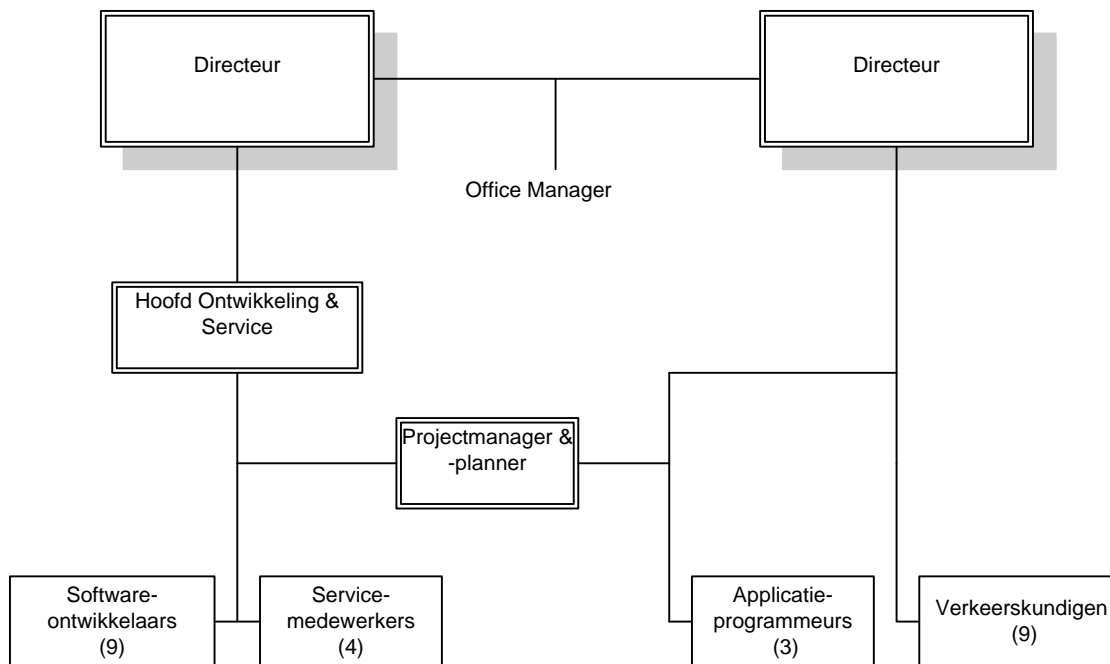 Directeur
Directeur
Office Manager
Hoofd Ontwikkeling &
Service
Projectmanager &
-planner
Software-
ontwikkelaars
(9)
Service-
medewerkers
(4)
Applicatie-
programmeurs
(3)
Verkeerskundigen
(9)